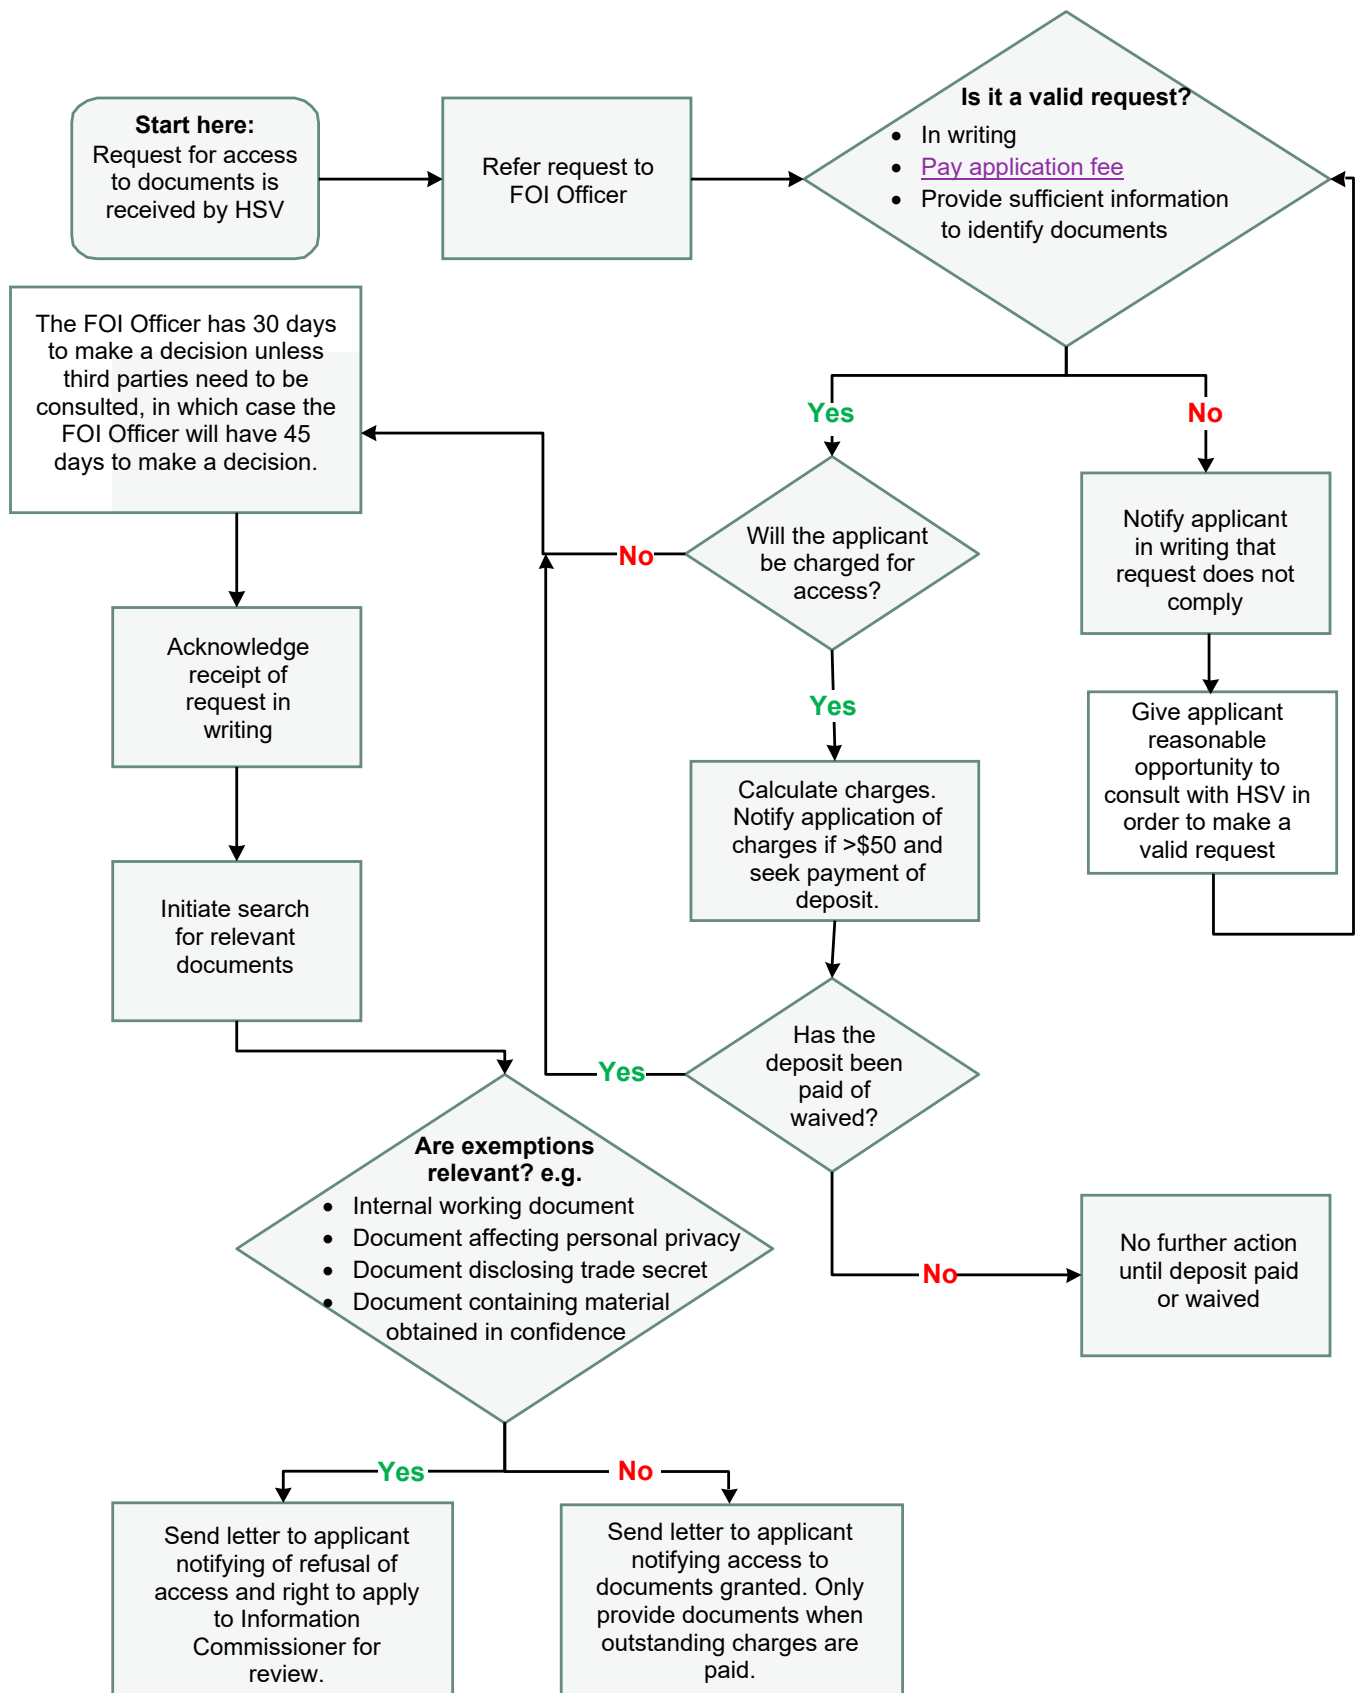 Start here:
Request for access
to documents is
received by HSV
Refer request to
FOI Officer
Is it a valid request?
• In writing
• Pay application fee
• Provide sufficient information
to identify documents
Yes
No
The FOI Officer has 30 days
to make a decision unless
third parties need to be
consulted, in which case the
FOI Officer will have 45
days to make a decision.
Will the applicant
be charged for
access?
No
Yes
Notify applicant
in writing that
request does not
comply
Give applicant
reasonable
opportunity to
consult with HSV in
order to make a
valid request
Acknowledge
receipt of
request in
writing
Calculate charges.
Notify application of
charges if >$50 and
seek payment of
deposit.
Initiate search
for relevant
documents
Has the
deposit been
paid of
waived?
Yes
No
No further action
until deposit paid
or waived
Are exemptions
relevant? e.g.
• Internal working document
• Document affecting personal privacy
• Document disclosing trade secret
• Document containing material
obtained in confidence
Yes
No
Send letter to applicant
notifying of refusal of
access and right to apply
to Information
Commissioner for
review.
Send letter to applicant
notifying access to
documents granted. Only
provide documents when
outstanding charges are
paid.